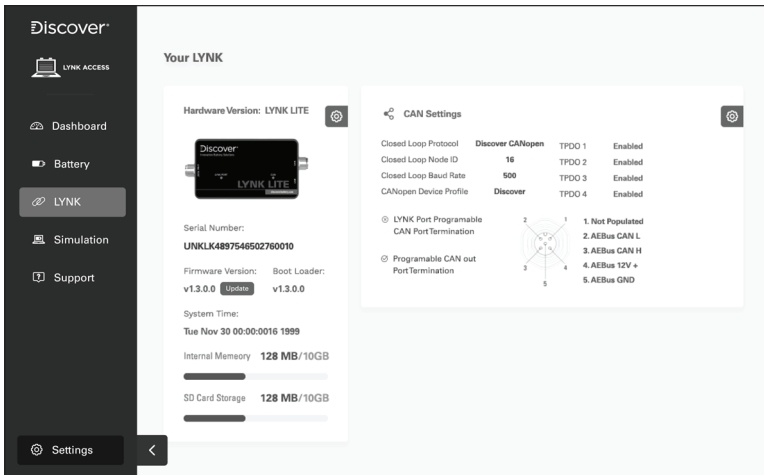 Discover®
LYNK ACCESS
Dashboard
Battery
LYNK
Simulation
Support
Settings
Your LYNK
Hardware Version: LYNK LITE
Discover®
LYNK LITE
Serial Number:
UNKLK4897546502760010
Firmware Version: Boot Loader:
v1.3.0.0 Update v1.3.0.0
System Time:
Tue Nov 30 00:00:0016 1999
Internal Memeory 128 MB/10GB
SD Card Storage 128 MB/10GB
CAN Settings
Closed Loop Protocol Discover CANopen TPDO 1 Enabled
Closed Loop Node ID 16 TPDO 2 Enabled
Closed Loop Baud Rate 500 TPDO 3 Enabled
CANopen Device Profile Discover TPDO 4 Enabled
LYNK Port Programable
CAN PortTermination
Programable CAN out
PortTermination
2 1
3 4
5
1. Not Populated
2. AEBus CAN L
3. AEBus CAN H
4. AEBus 12V +
5. AEBus GND